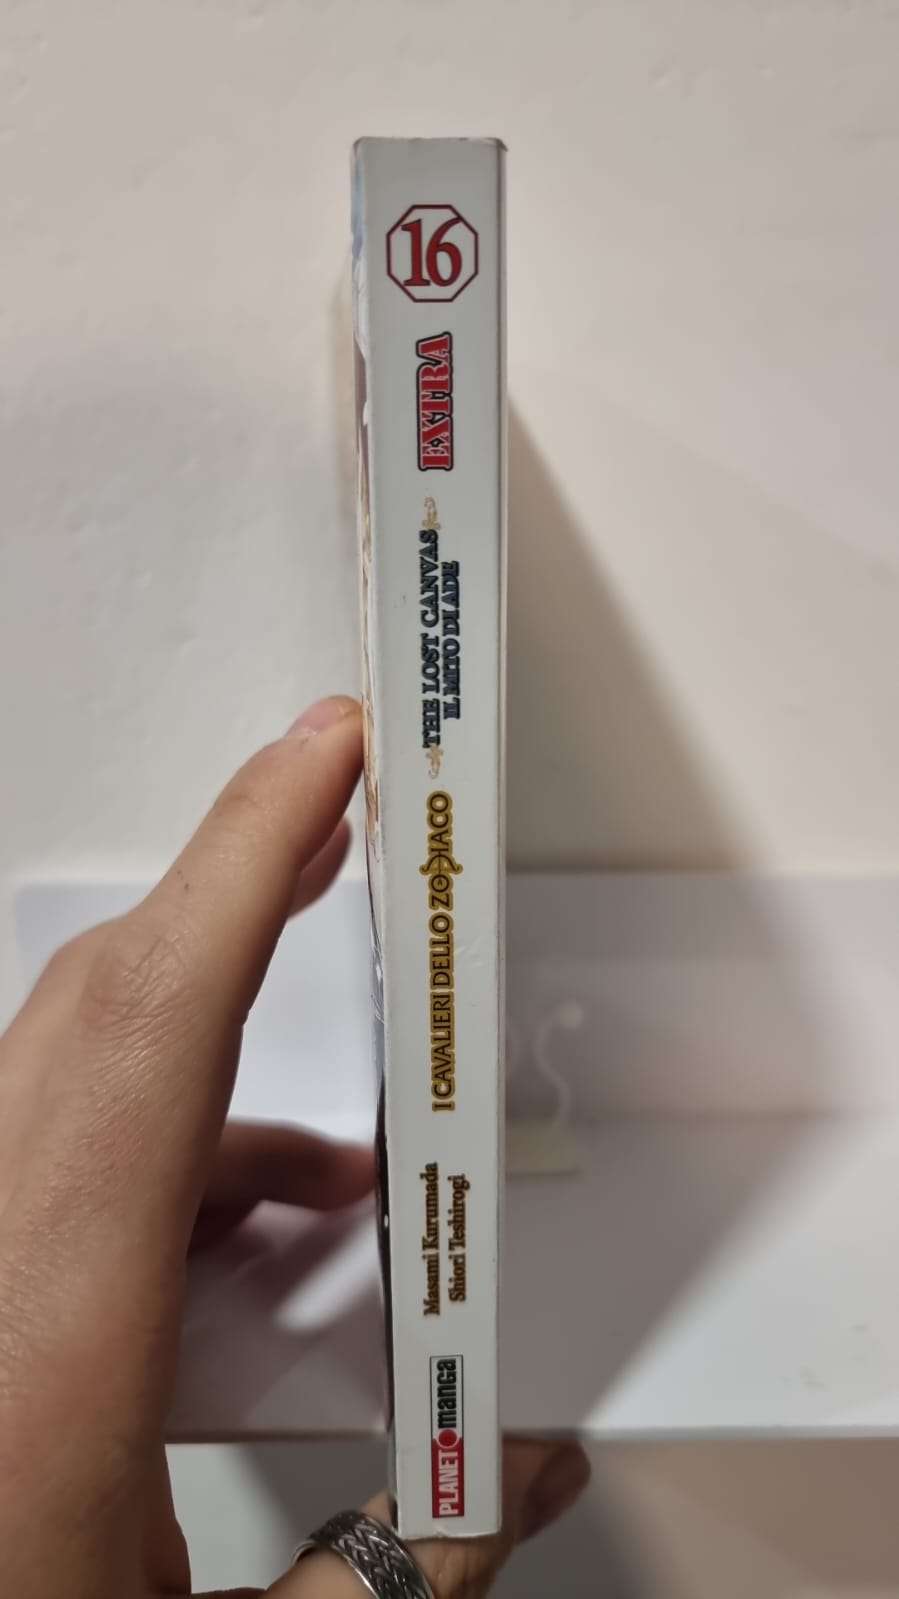 16
EXTRA
THE LOST CANVAS
IL MITO DI ADE
I CAVALIERI DELLO ZODIACO
Masami Kurumada
Shiori Teshirogi
PLANET manga